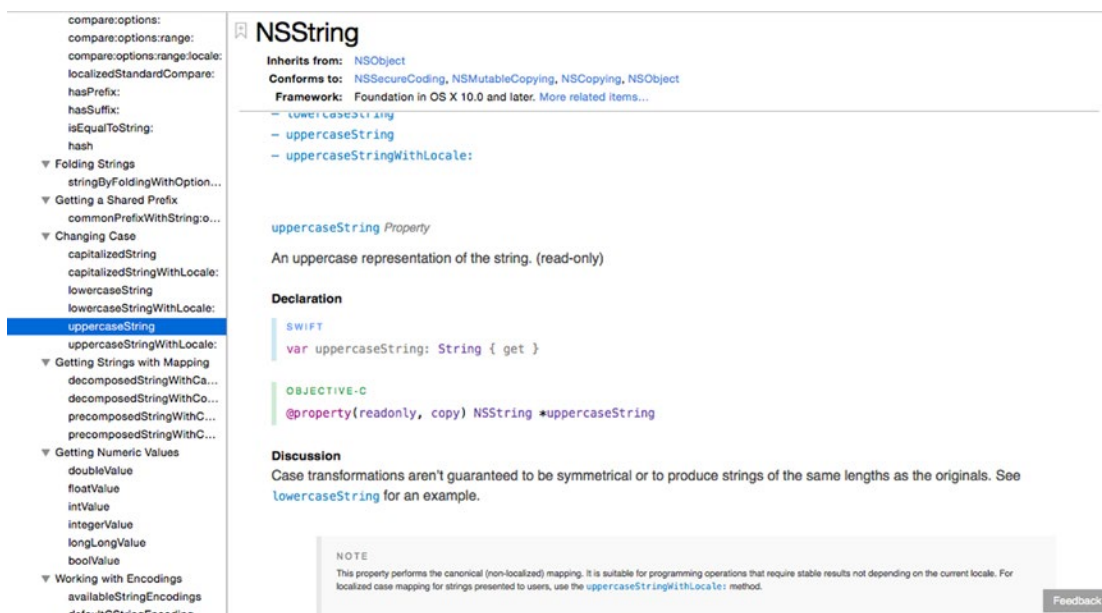 compare:options:
compare:options:range:
compare:options:range:locale:
localizedStandardCompare:
hasPrefix:
hasSuffix:
isEqualToString:
hash
▼ Folding Strings
stringByFoldingWithOption...
▼ Getting a Shared Prefix
commonPrefixWithString:o...
▼ Changing Case
capitalizedString
capitalizedStringWithLocale:
lowercaseString
lowercaseStringWithLocale:
uppercaseString
uppercaseStringWithLocale:
▼ Getting Strings with Mapping
decomposedStringWithCa...
decomposedStringWithCo...
precomposedStringWithC...
precomposedStringWithC...
▼ Getting Numeric Values
doubleValue
floatValue
intValue
integerValue
longLongValue
boolValue
▼ Working with Encodings
availableStringEncodings
defaultCStringEncoding
NSString
Inherits from: NSObject
Conforms to: NSSecureCoding, NSMutableCopying, NSCopying, NSObject
Framework: Foundation in OS X 10.0 and later. More related items...
– lowercaseString
– uppercaseString
– uppercaseStringWithLocale:
uppercaseString Property
An uppercase representation of the string. (read-only)
Declaration
SWIFT
var uppercaseString: String { get }
OBJECTIVE-C
@property(readonly, copy) NSString *uppercaseString
Discussion
Case transformations aren't guaranteed to be symmetrical or to produce strings of the same lengths as the originals. See
lowercaseString for an example.
NOTE
This property performs the canonical (non-localized) mapping. It is suitable for programming operations that require stable results not depending on the current locale. For
localized case mapping for strings presented to users, use the uppercaseStringWithLocale: method.
Feedback